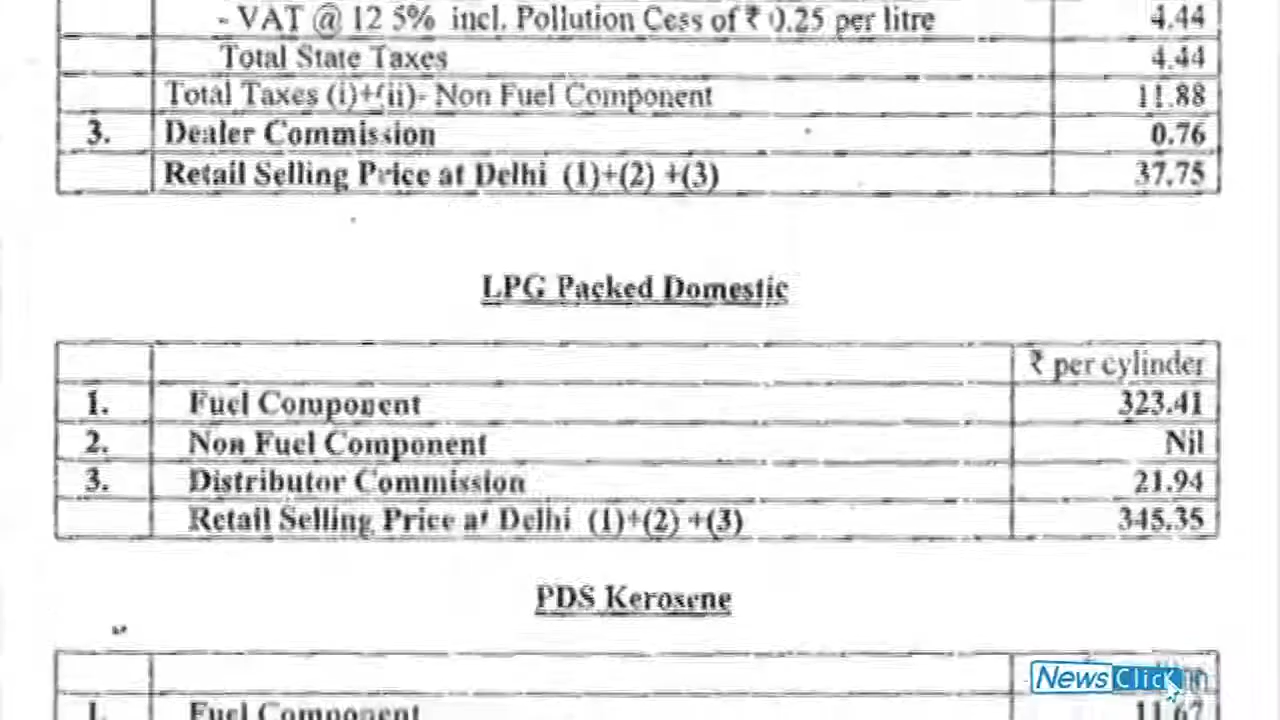 - VAT @ 12 5% incl. Pollution Cess of ₹ 0.25 per litre 4.44
Total State Taxes 4.44
Total Taxes (i)+(ii)- Non Fuel Component 11.88
3. Dealer Commission 0.76
Retail Selling Price at Delhi (1)+(2) +(3) 37.75
LPG Packed Domestic
₹ per cylinder
1. Fuel Component 323.41
2. Non Fuel Component Nil
3. Distributor Commission 21.94
Retail Selling Price at Delhi (1)+(2) +(3) 345.35
PDS Kerosene
NewsClick
1. Fuel Component 11.67